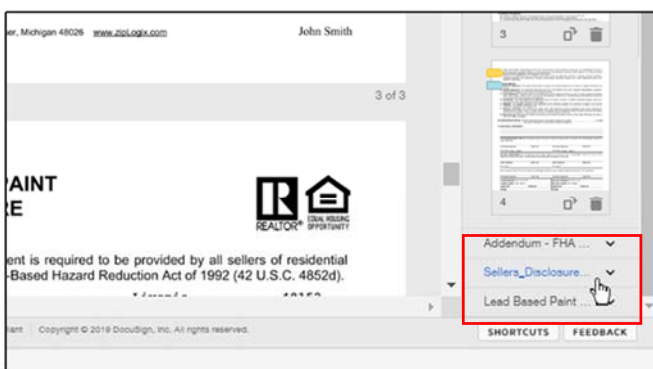 er, Michigan 48026 www.zipLogix.com John Smith
3 of 3
AINT
E
REALTOR® EQUAL HOUSING OPPORTUNITY
ent is required to be provided by all sellers of residential
-Based Hazard Reduction Act of 1992 (42 U.S.C. 4852d).
3
4
Addendum - FHA ...
Sellers_Disclosure...
Lead Based Paint ...
Copyright © 2019 DocuSign, Inc. All rights reserved.
SHORTCUTS FEEDBACK